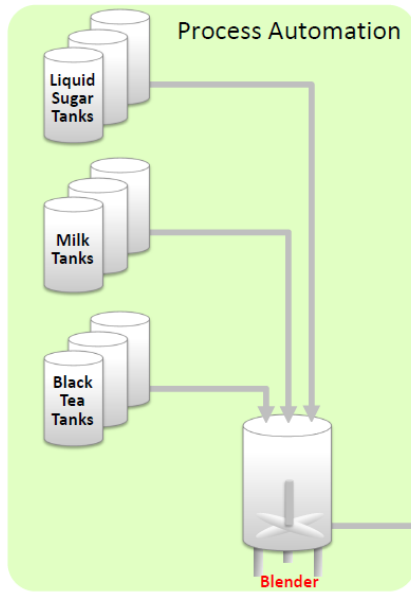 Process Automation
Liquid
Sugar
Tanks
Milk
Tanks
Black
Tea
Tanks
Blender